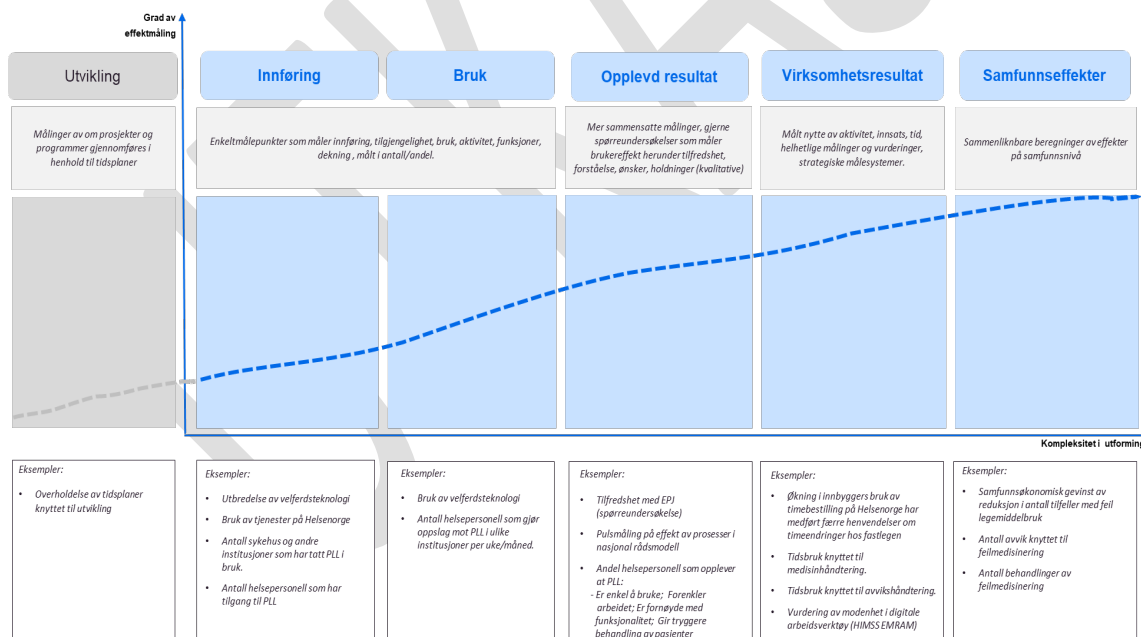 Grad av
effektmåling
Utvikling
Innføring
Bruk
Opplevd resultat
Virksomhetsresultat
Samfunnseffekter
Målinger av om prosjekter og
programmer gjennomføres i
henhold til tidsplaner
Enkeltmålepunkter som måler innføring, tilgjengelighet, bruk, aktivitet, funksjoner,
dekning , målt i antall/andel.
Mer sammensatte målinger, gjerne
spørreundersøkelser som måler
brukereffekt herunder tilfredshet,
forståelse, ønsker, holdninger (kvalitative)
Målt nytte av aktivitet, innsats, tid,
helhetlige målinger og vurderinger,
strategiske målesystemer.
Sammenliknbare beregninger av effekter
på samfunnsnivå
Kompleksitet i utforming
Eksempler:
• Overholdelse av tidsplaner
knyttet til utvikling
Eksempler:
• Utbredelse av velferdsteknologi
• Bruk av tjenester på Helsenorge
• Antall sykehus og andre
institusjoner som har tatt PLL i
bruk.
• Antall helsepersonell som har
tilgang til PLL
Eksempler:
• Bruk av velferdsteknologi
• Antall helsepersonell som gjør
oppslag mot PLL i ulike
institusjoner per uke/måned.
Eksempler:
• Tilfredshet med EPJ
(spørreundersøkelse)
• Pulsmåling på effekt av prosesser i
nasjonal rådsmodell
• Andel helsepersonell som opplever
at PLL:
- Er enkel å bruke; Forenkler
arbeidet; Er fornøyde med
funksjonalitet; Gir tryggere
behandling av pasienter
Eksempler:
• Økning i innbyggers bruk av
timebestilling på Helsenorge har
medført færre henvendelser om
timeendringer hos fastlegen
• Tidsbruk knyttet til
medisinhåndtering.
• Tidsbruk knyttet til avvikshåndtering.
• Vurdering av modenhet i digitale
arbeidsverktøy (HIMSS EMRAM)
Eksempler:
• Samfunnsøkonomisk gevinst av
reduksjon i antall tilfeller med feil
legemiddelbruk
• Antall avvik knyttet til
feilmedisinering
• Antall behandlinger av
feilmedisinering